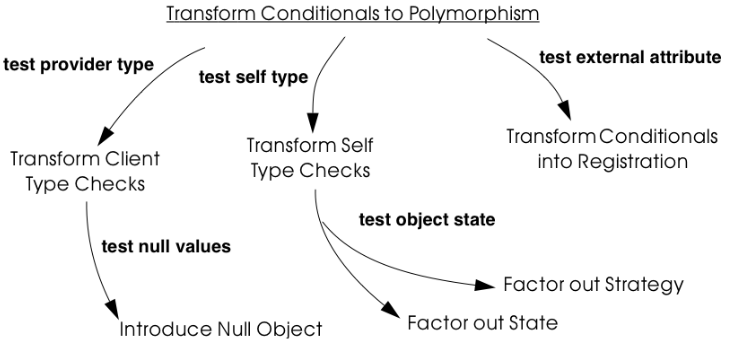 Transform Conditionals to Polymorphism
test provider type
test self type
test external attribute
Transform Client
Type Checks
Transform Self
Type Checks
Transform Conditionals
into Registration
test null values
test object state
Introduce Null Object
Factor out State
Factor out Strategy